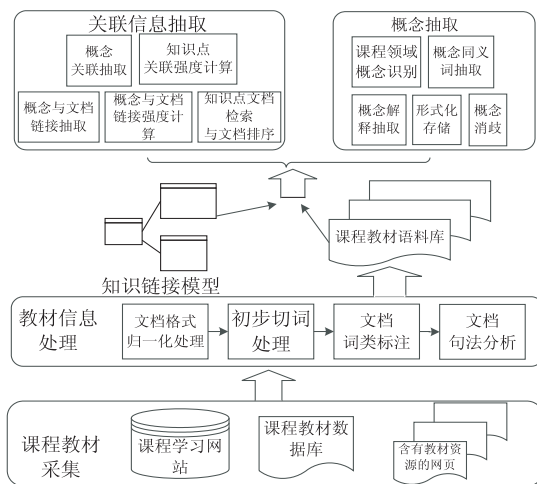 关联信息抽取
概念
关联抽取
知识点
关联强度计算
概念与文档
链接抽取
概念与文档
链接强度计
算
知识点文档
检索
与文档排序
概念抽取
课程领域
概念识别
概念同义
词抽取
概念解
释抽取
形式化
存储
概念
消歧
知识链接模型
课程教材语料库
教材信息
处理
文档格式
归一化处理
初步切词
处理
文档
词类标注
文档
句法分析
课程教材
采集
课程学习网
站
课程教材数
据库
含有教材资
源的网页